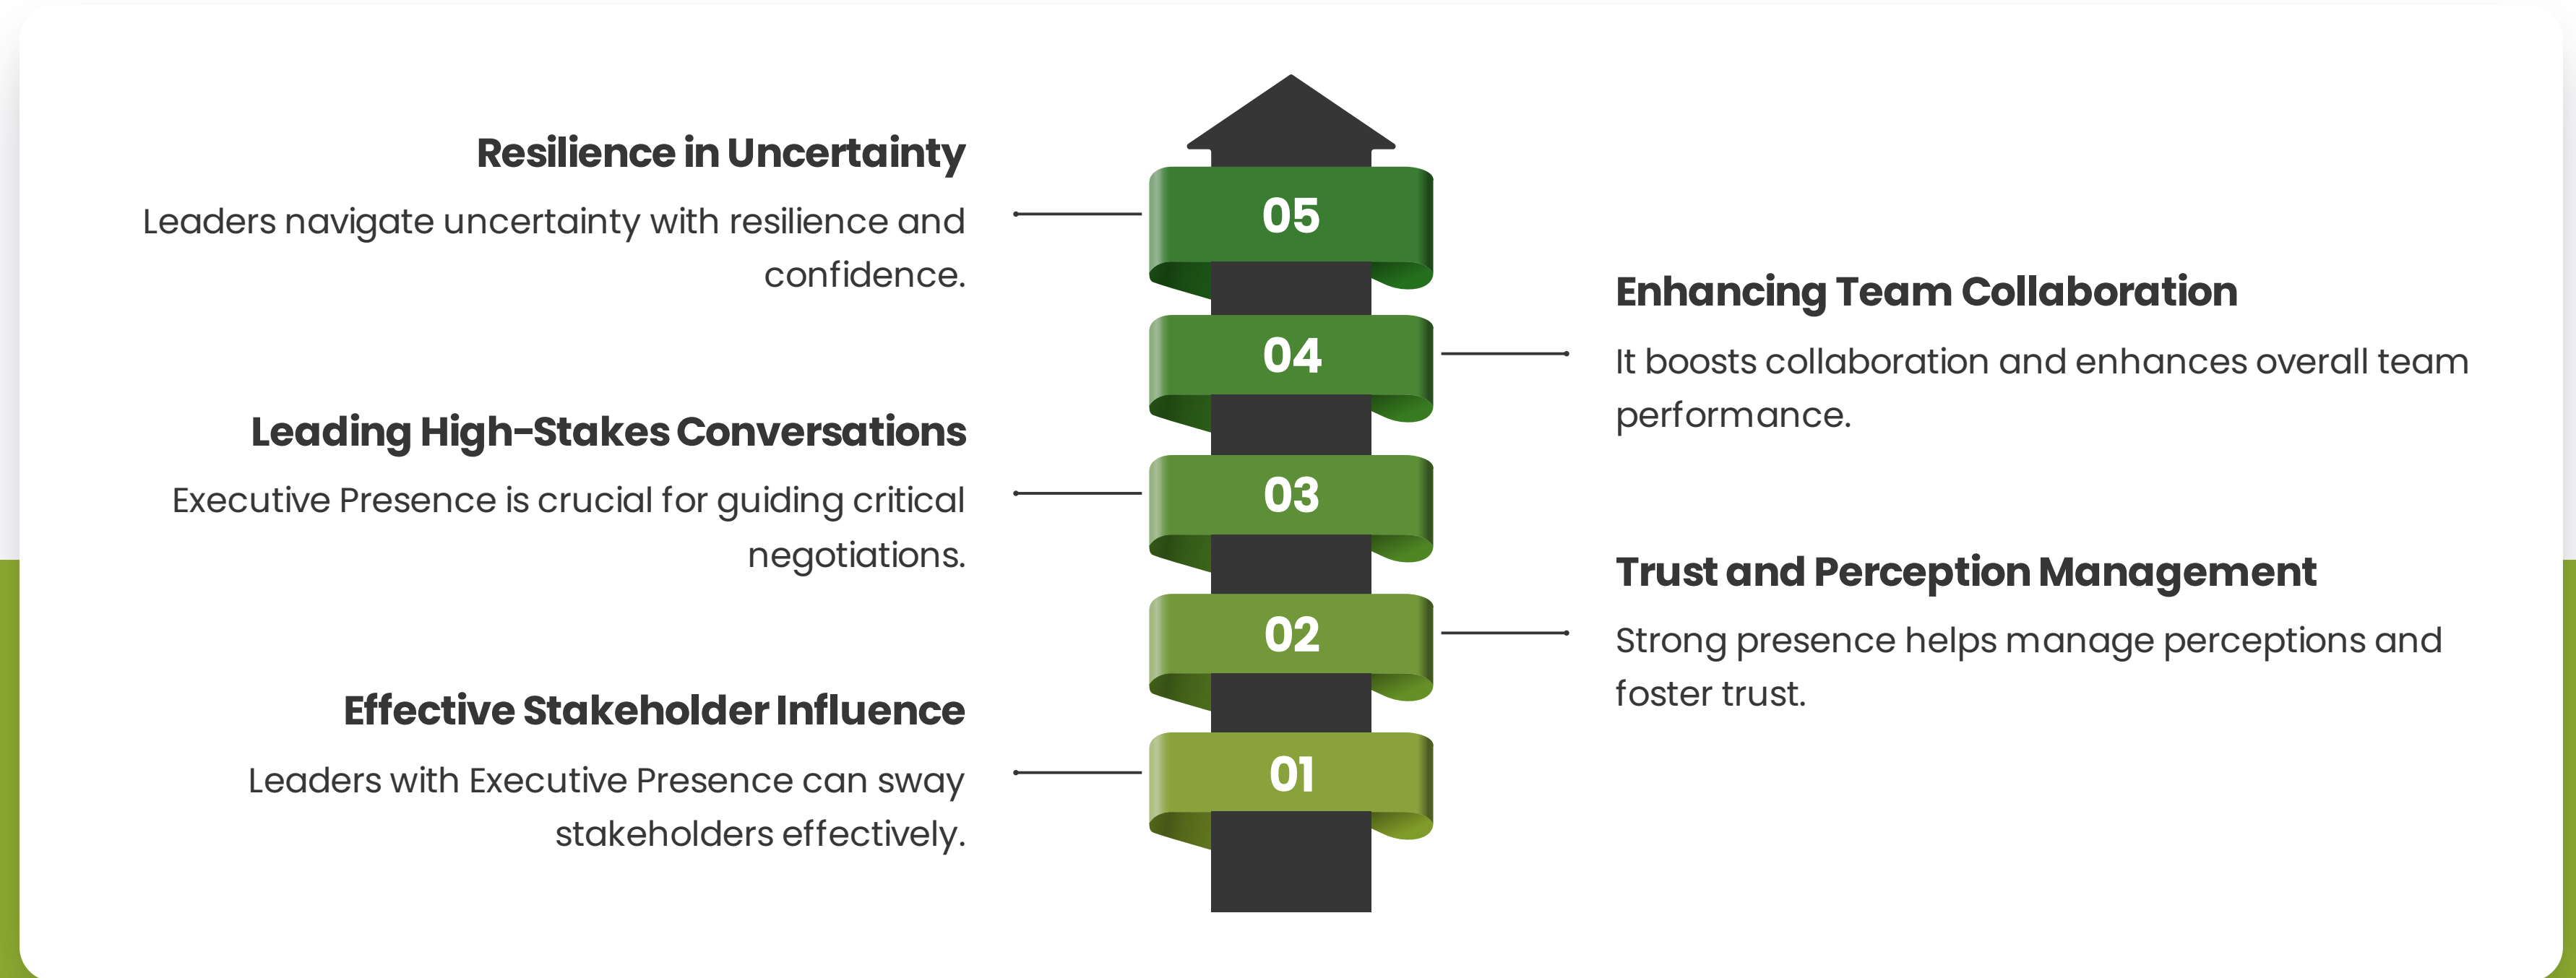 Resilience in Uncertainty
Leaders navigate uncertainty with resilience and
confidence.
05
Enhancing Team Collaboration
It boosts collaboration and enhances overall team
performance.
04
Leading High-Stakes Conversations
Executive Presence is crucial for guiding critical
negotiations.
03
Trust and Perception Management
Strong presence helps manage perceptions and
foster trust.
02
Effective Stakeholder Influence
Leaders with Executive Presence can sway
stakeholders effectively.
01